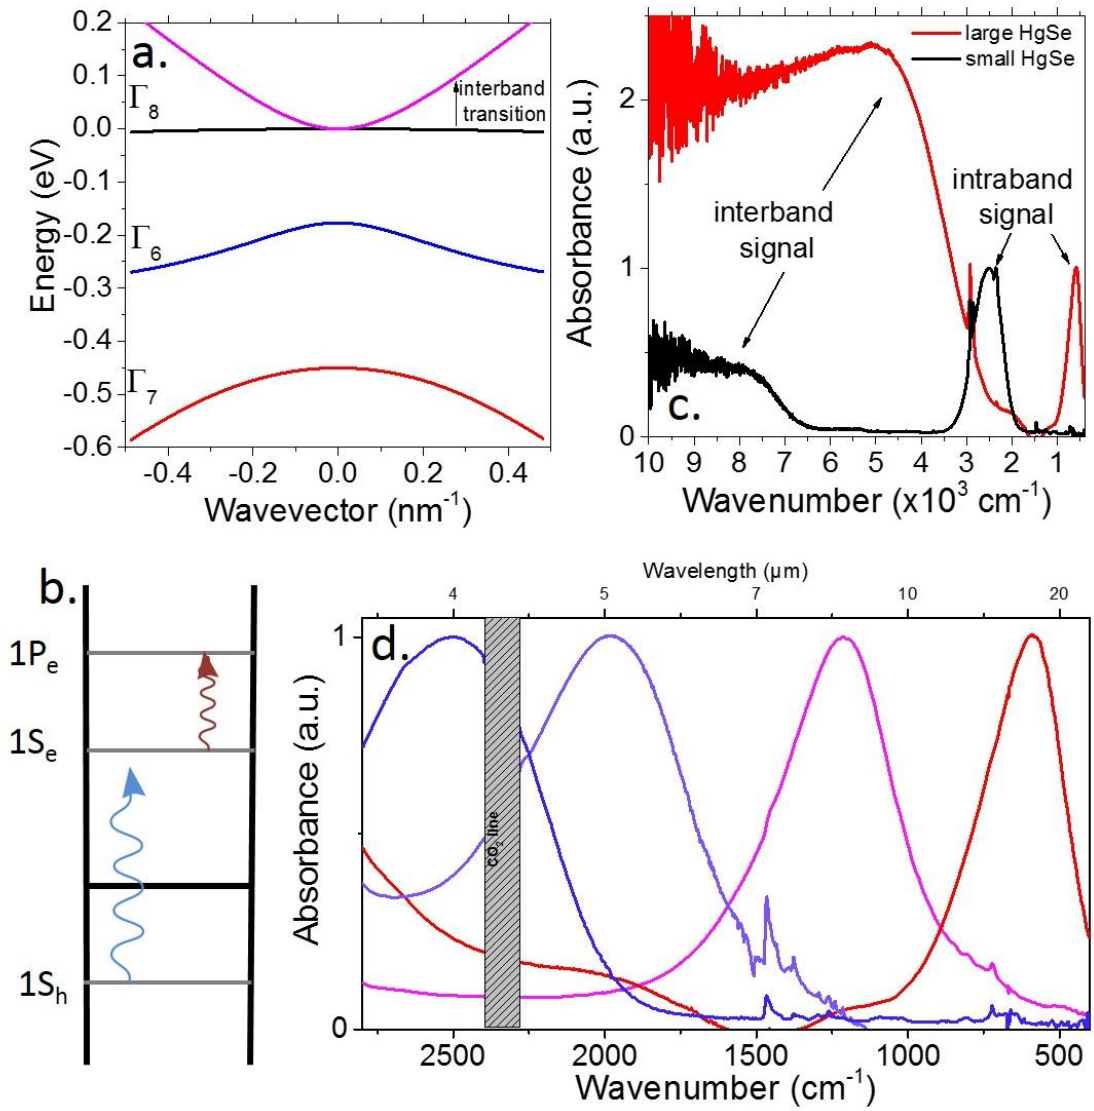 a.
0.2
0.1
0.0
-0.1
-0.2
-0.3
-0.4
-0.5
-0.6
Energy (eV)
Γ8
Γ6
Γ7
interband
transition
-0.4 -0.2 0.0 0.2 0.4
Wavevector (nm-1)
c.
2
1
0
Absorbance (a.u.)
large HgSe
small HgSe
interband
signal
intraband
signal
10 9 8 7 6 5 4 3 2 1
Wavenumber (x10³ cm-1)
b.
1Pe
1Se
1Sh
d.
Wavelength (µm)
4 5 7 10 20
1
0
Absorbance (a.u.)
CO2 line
2500 2000 1500 1000 500
Wavenumber (cm-1)